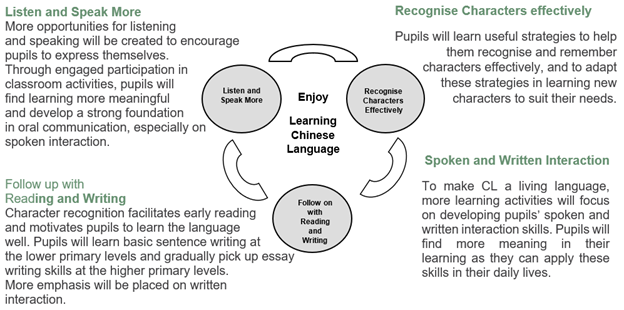 Listen and Speak More
More opportunities for listening
and speaking will be created to encourage
pupils to express themselves.
Through engaged participation in
classroom activities, pupils will
find learning more meaningful
and develop a strong foundation
in oral communication, especially on
spoken interaction.
Recognise Characters effectively
Pupils will learn useful strategies to help
them recognise and remember
characters effectively, and to adapt
these strategies in learning new
characters to suit their needs.
Listen and
Speak More
Enjoy
Learning
Chinese
Language
Recognise
Characters
Effectively
Follow on
with
Reading
and
Writing
Follow up with
Reading and Writing
Character recognition facilitates early reading
and motivates pupils to learn the language
well. Pupils will learn basic sentence writing at
the lower primary levels and gradually pick up essay
writing skills at the higher primary levels.
More emphasis will be placed on written
interaction.
Spoken and Written Interaction
To make CL a living language,
more learning activities will focus
on developing pupils' spoken and
written interaction skills. Pupils will
find more meaning in their
learning as they can apply these
skills in their daily lives.